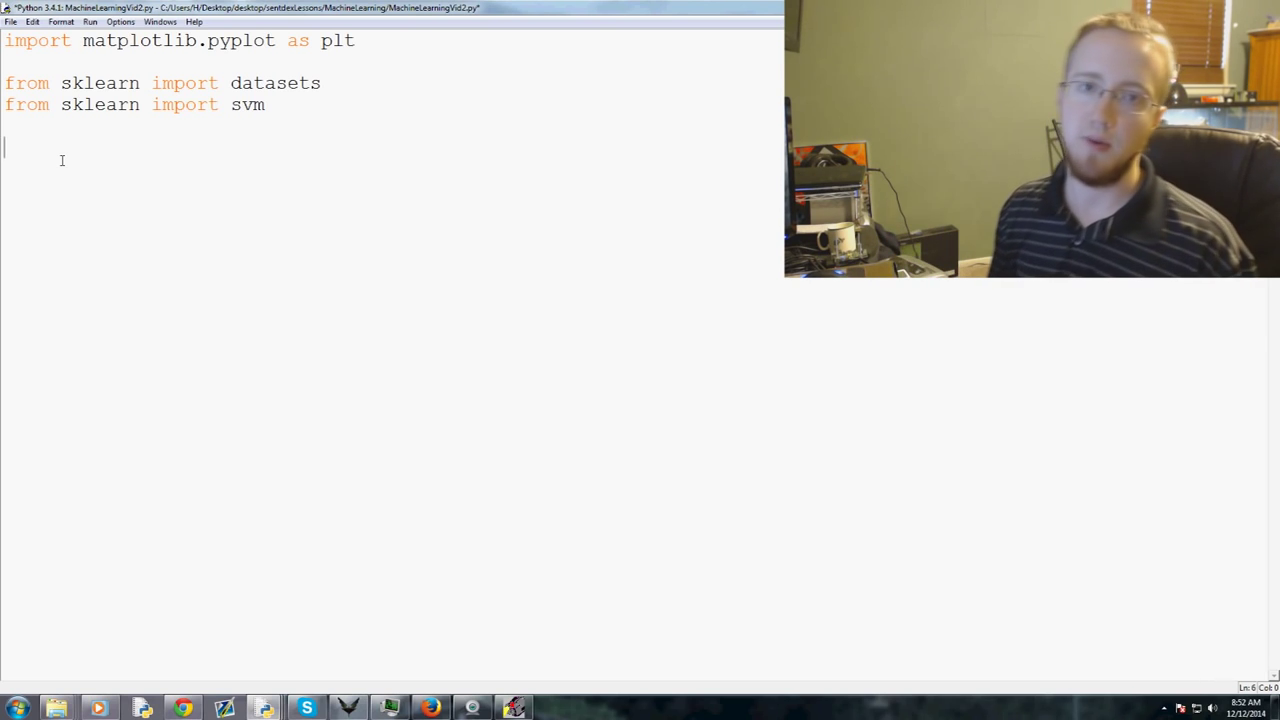 *Python 3.4.1: MachineLearningVid2.py - C:/Users/H/Desktop/desktop/sentdexLessons/MachineLearning/MachineLearningVid2.py*
File Edit Format Run Options Windows Help
import matplotlib.pyplot as plt
from sklearn import datasets
from sklearn import svm
Ln: 6 Col: 0
8:52 AM
12/12/2014